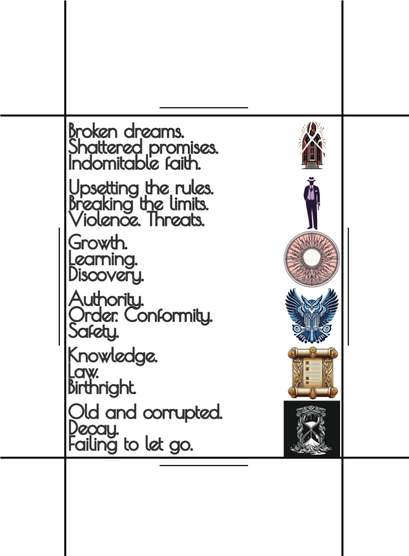 Broken dreams.
Shattered promises.
Indomitable faith.
Upsetting the rules.
Breaking the limits.
Violence. Threats.
Growth.
Learning.
Discovery.
Authority.
Order. Conformity.
Safety.
Knowledge.
Law.
Birthright.
Old and corrupted.
Decay.
Failing to let go.